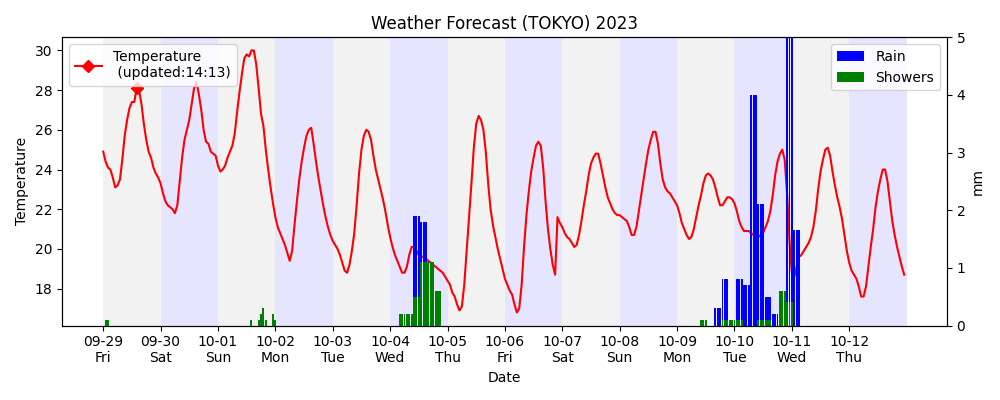 Weather Forecast (TOKYO) 2023
Temperature
(updated:14:13)
Rain
Showers
30
28
26
24
22
20
18
Temperature
5
4
3
2
1
0
mm
09-29 09-30 10-01 10-02 10-03 10-04 10-05 10-06 10-07 10-08 10-09 10-10 10-11 10-12
Fri Sat Sun Mon Tue Wed Thu Fri Sat Sun Mon Tue Wed Thu
Date